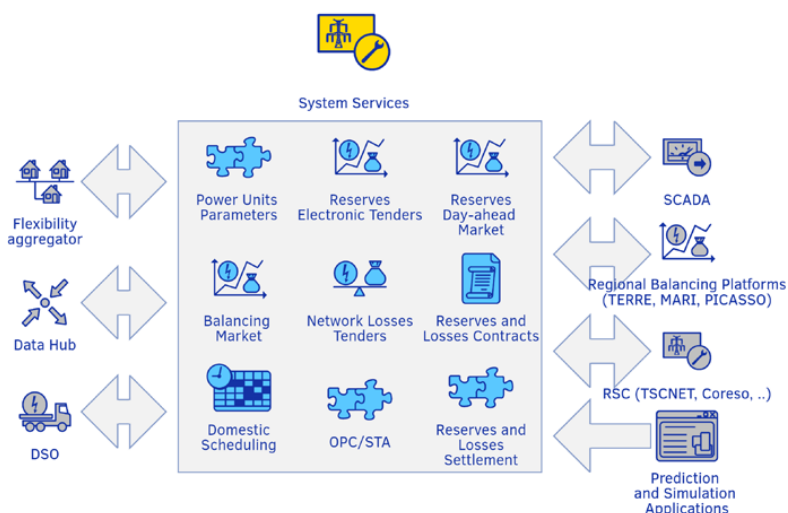 System Services
Flexibility
aggregator
Data Hub
DSO
Power Units
Parameters
Reserves
Electronic Tenders
Reserves
Day-ahead
Market
Balancing
Market
Network Losses
Tenders
Reserves and
Losses Contracts
Domestic
Scheduling
OPC/STA
Reserves and
Losses
Settlement
SCADA
Regional Balancing Platforms
(TERRE, MARI, PICASSO)
RSC (TSCNET, Coreso, ..)
Prediction
and Simulation
Applications